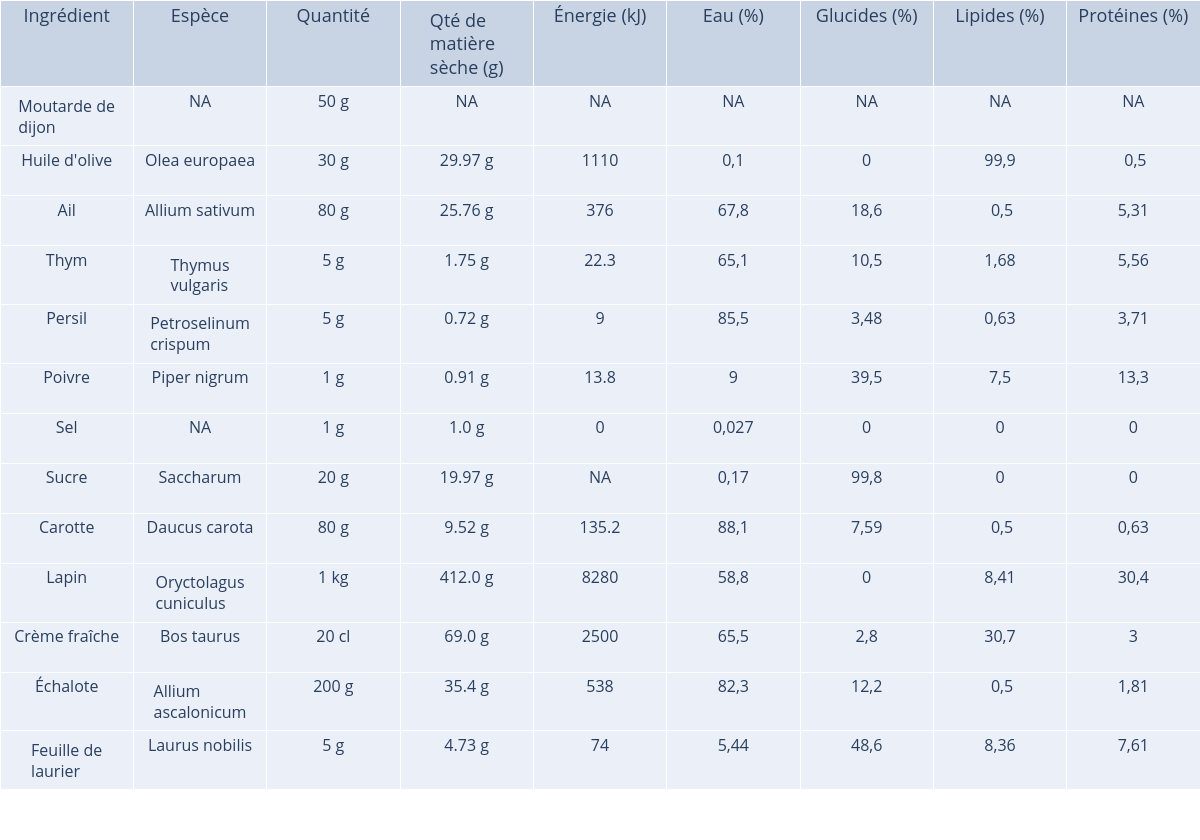 Ingrédient Espèce Quantité Qté de matière sèche (g) Énergie (kJ) Eau (%) Glucides (%) Lipides (%) Protéines (%)
Moutarde de dijon NA 50 g NA NA NA NA NA NA
Huile d'olive Olea europaea 30 g 29.97 g 1110 0,1 0 99,9 0,5
Ail Allium sativum 80 g 25.76 g 376 67,8 18,6 0,5 5,31
Thym Thymus vulgaris 5 g 1.75 g 22.3 65,1 10,5 1,68 5,56
Persil Petroselinum crispum 5 g 0.72 g 9 85,5 3,48 0,63 3,71
Poivre Piper nigrum 1 g 0.91 g 13.8 9 39,5 7,5 13,3
Sel NA 1 g 1.0 g 0 0,027 0 0 0
Sucre Saccharum 20 g 19.97 g NA 0,17 99,8 0 0
Carotte Daucus carota 80 g 9.52 g 135.2 88,1 7,59 0,5 0,63
Lapin Oryctolagus cuniculus 1 kg 412.0 g 8280 58,8 0 8,41 30,4
Crème fraîche Bos taurus 20 cl 69.0 g 2500 65,5 2,8 30,7 3
Échalote Allium ascalonicum 200 g 35.4 g 538 82,3 12,2 0,5 1,81
Feuille de laurier Laurus nobilis 5 g 4.73 g 74 5,44 48,6 8,36 7,61